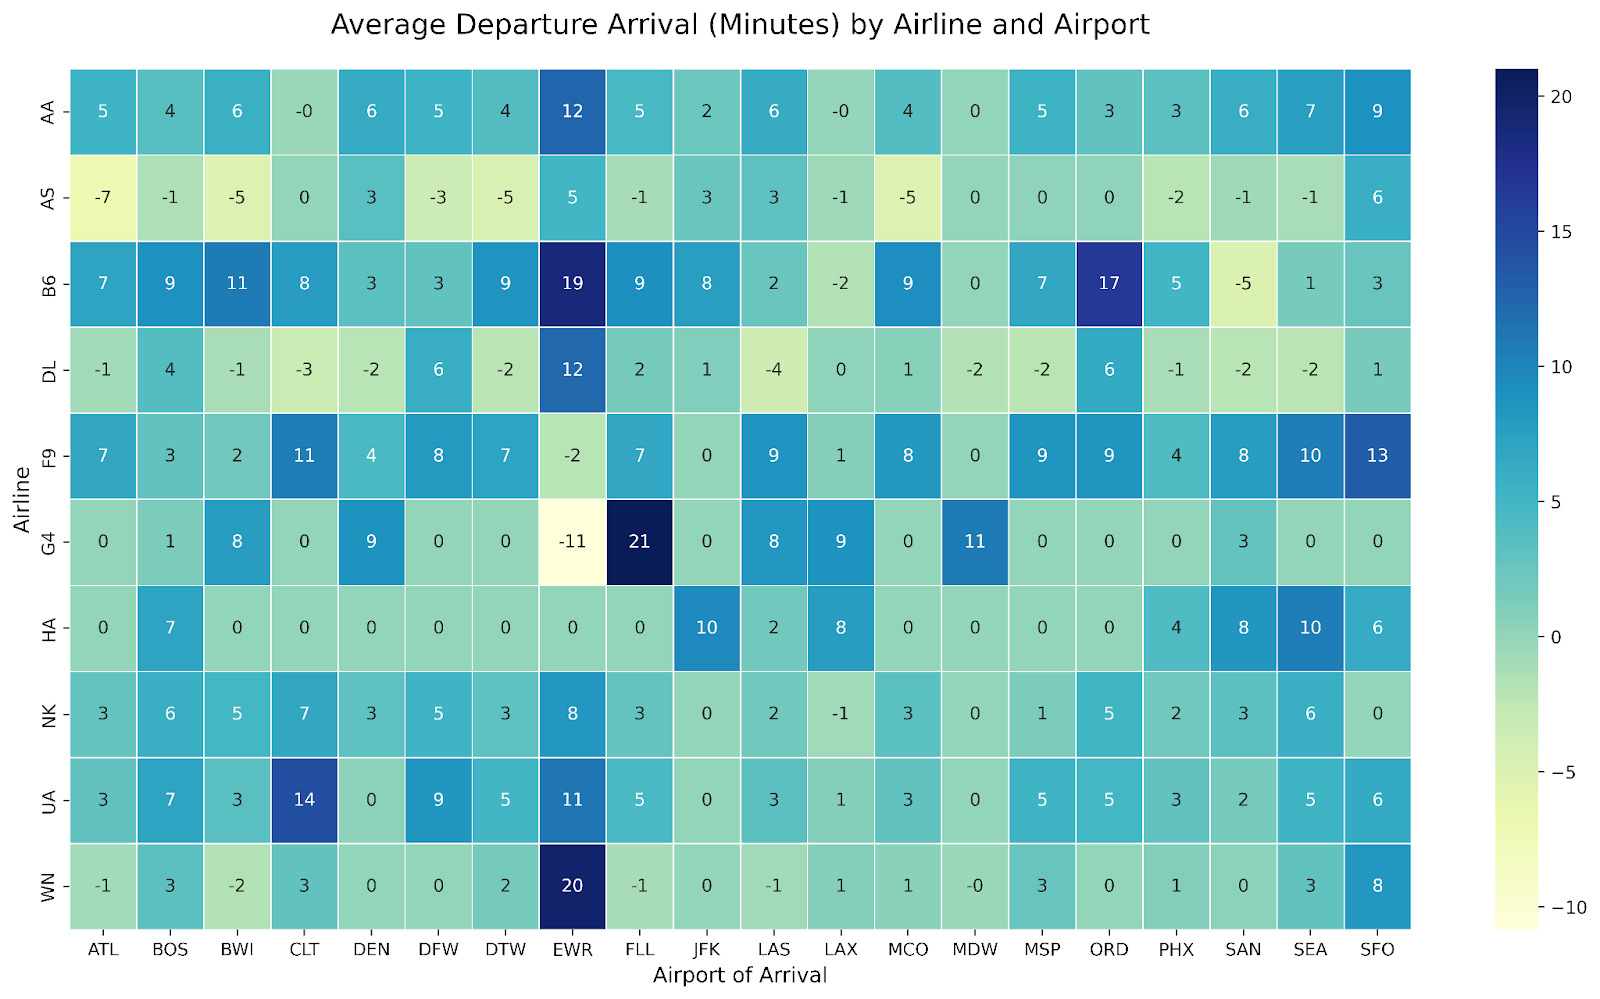 Average Departure Arrival (Minutes) by Airline and Airport
AA 5 4 6 -0 6 5 4 12 5 2 6 -0 4 0 5 3 3 6 7 9
AS -7 -1 -5 0 3 -3 -5 5 -1 3 3 -1 -5 0 0 0 -2 -1 -1 6
B6 7 9 11 8 3 3 9 19 9 8 2 -2 9 0 7 17 5 -5 1 3
DL -1 4 -1 -3 -2 6 -2 12 2 1 -4 0 1 -2 -2 6 -1 -2 -2 1
F9 7 3 2 11 4 8 7 -2 7 0 9 1 8 0 9 9 4 8 10 13
G4 0 1 8 0 9 0 0 -11 21 0 8 9 0 11 0 0 0 3 0 0
HA 0 7 0 0 0 0 0 0 0 10 2 8 0 0 0 0 4 8 10 6
NK 3 6 5 7 3 5 3 8 3 0 2 -1 3 0 1 5 2 3 6 0
UA 3 7 3 14 0 9 5 11 5 0 3 1 3 0 5 5 3 2 5 6
WN -1 3 -2 3 0 0 2 20 -1 0 -1 1 1 -0 3 0 1 0 3 8
ATL BOS BWI CLT DEN DFW DTW EWR FLL JFK LAS LAX MCO MDW MSP ORD PHX SAN SEA SFO
Airport of Arrival
Airline
20
15
10
5
0
−5
−10